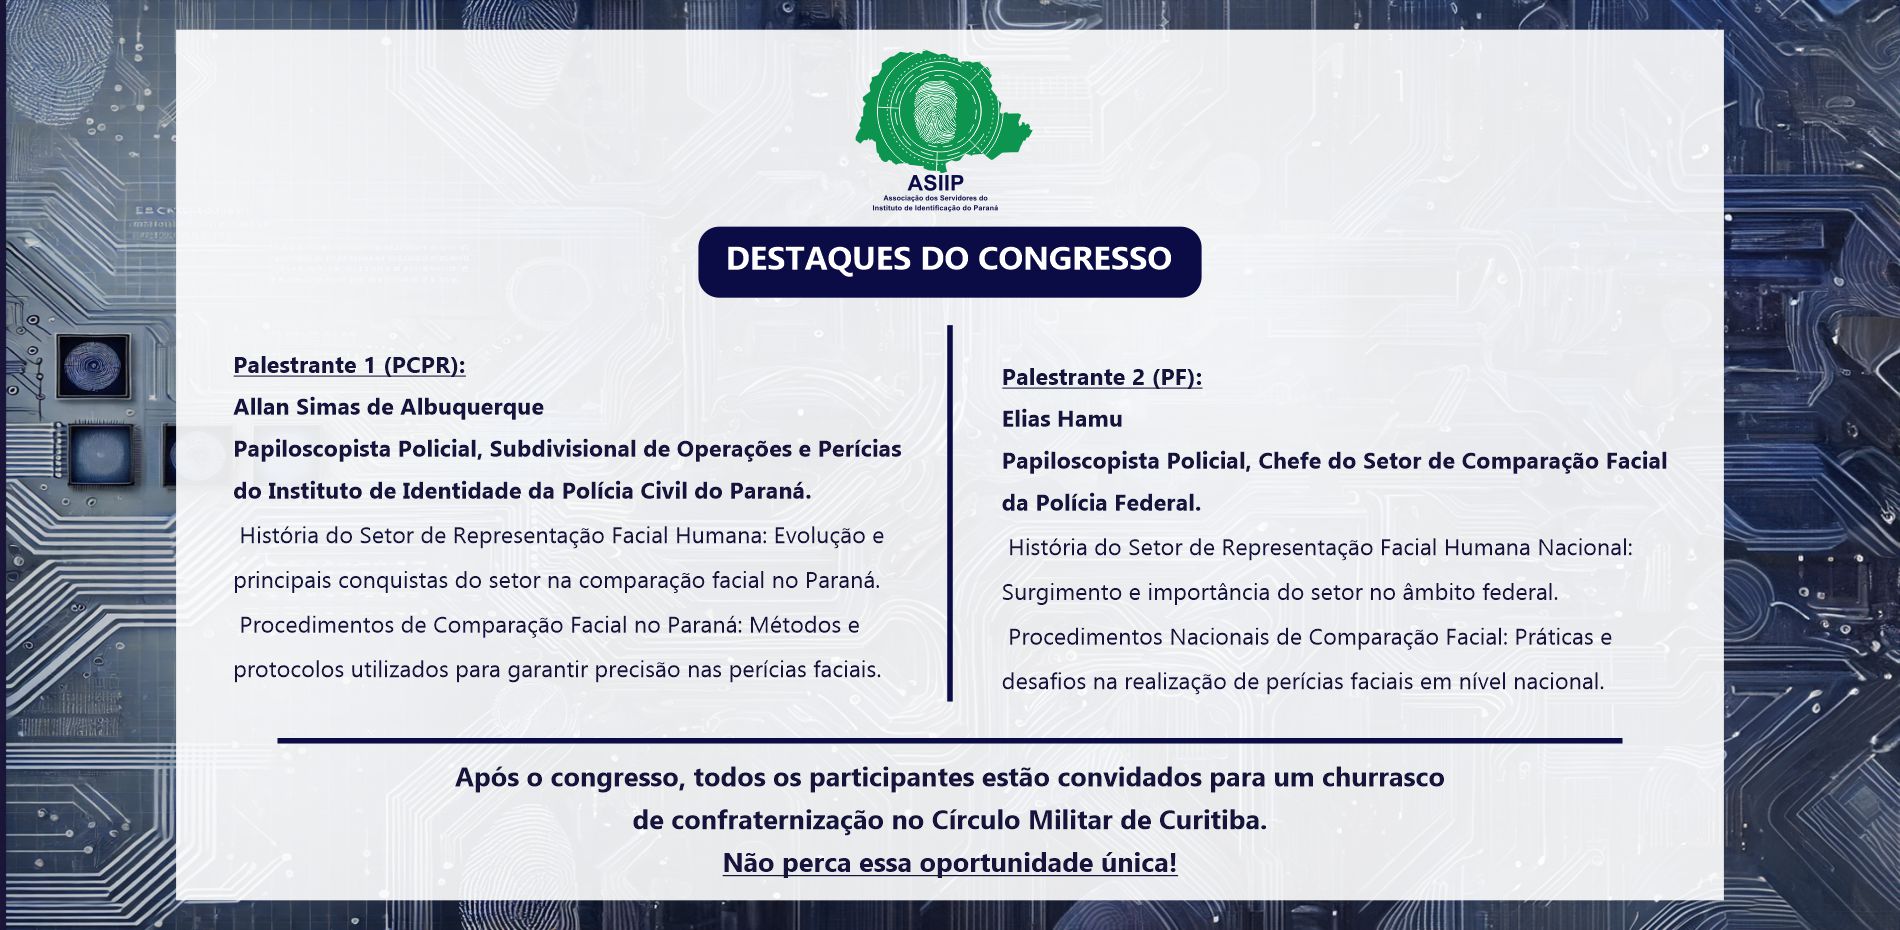 ASIIP
Associação dos Servidores do
Instituto de Identificação do Paraná
DESTAQUES DO CONGRESSO
Palestrante 1 (PCPR):
Allan Simas de Albuquerque
Papiloscopista Policial, Subdivisional de Operações e Perícias
do Instituto de Identidade da Polícia Civil do Paraná.
História do Setor de Representação Facial Humana: Evolução e
principais conquistas do setor na comparação facial no Paraná.
Procedimentos de Comparação Facial no Paraná: Métodos e
protocolos utilizados para garantir precisão nas perícias faciais.
Palestrante 2 (PF):
Elias Hamu
Papiloscopista Policial, Chefe do Setor de Comparação Facial
da Polícia Federal.
História do Setor de Representação Facial Humana Nacional:
Surgimento e importância do setor no âmbito federal.
Procedimentos Nacionais de Comparação Facial: Práticas e
desafios na realização de perícias faciais em nível nacional.
Após o congresso, todos os participantes estão convidados para um churrasco
de confraternização no Círculo Militar de Curitiba.
Não perca essa oportunidade única!